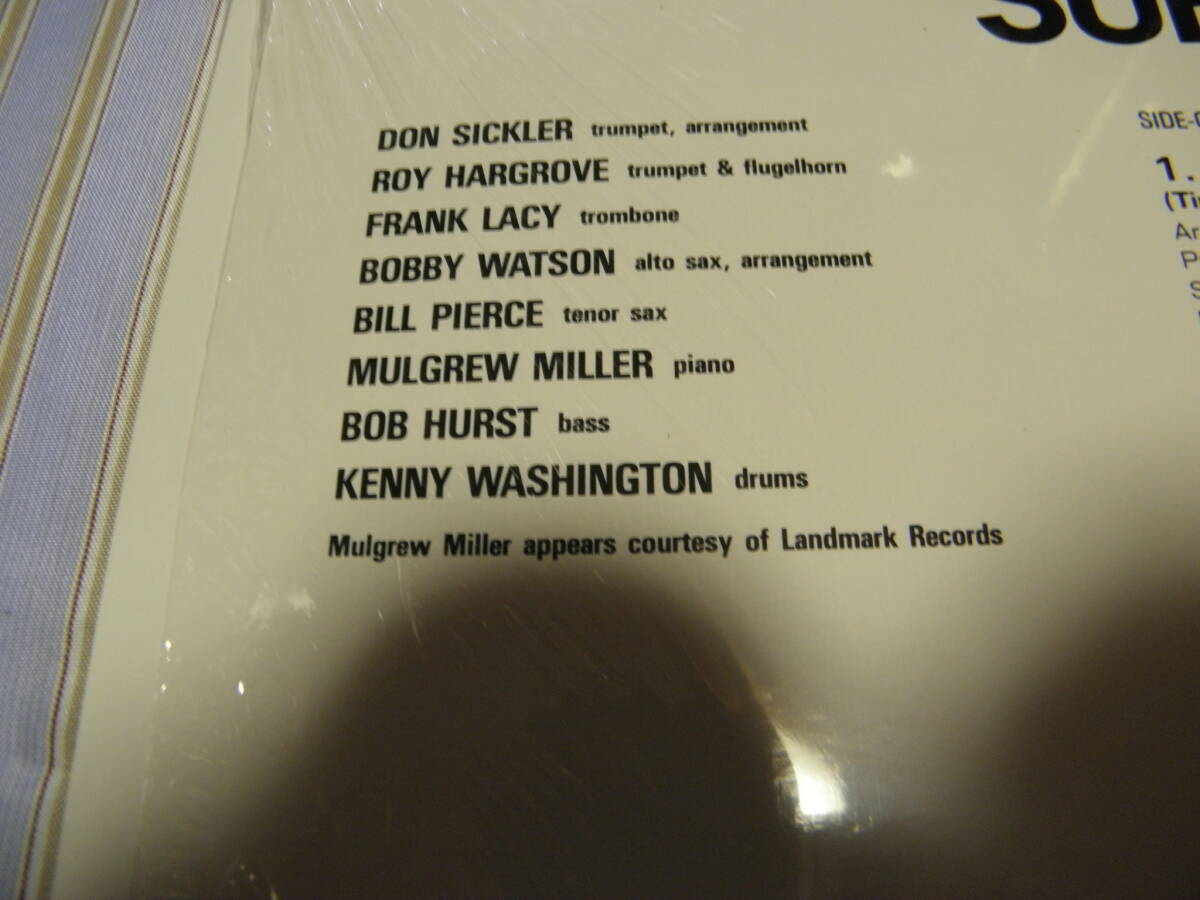 DON SICKLER trumpet, arrangement
ROY HARGROVE trumpet & flugelhorn
FRANK LACY trombone
BOBBY WATSON alto sax, arrangement
BILL PIERCE tenor sax
MULGREW MILLER piano
BOB HURST bass
KENNY WASHINGTON drums
Mulgrew Miller appears courtesy of Landmark Records
1.